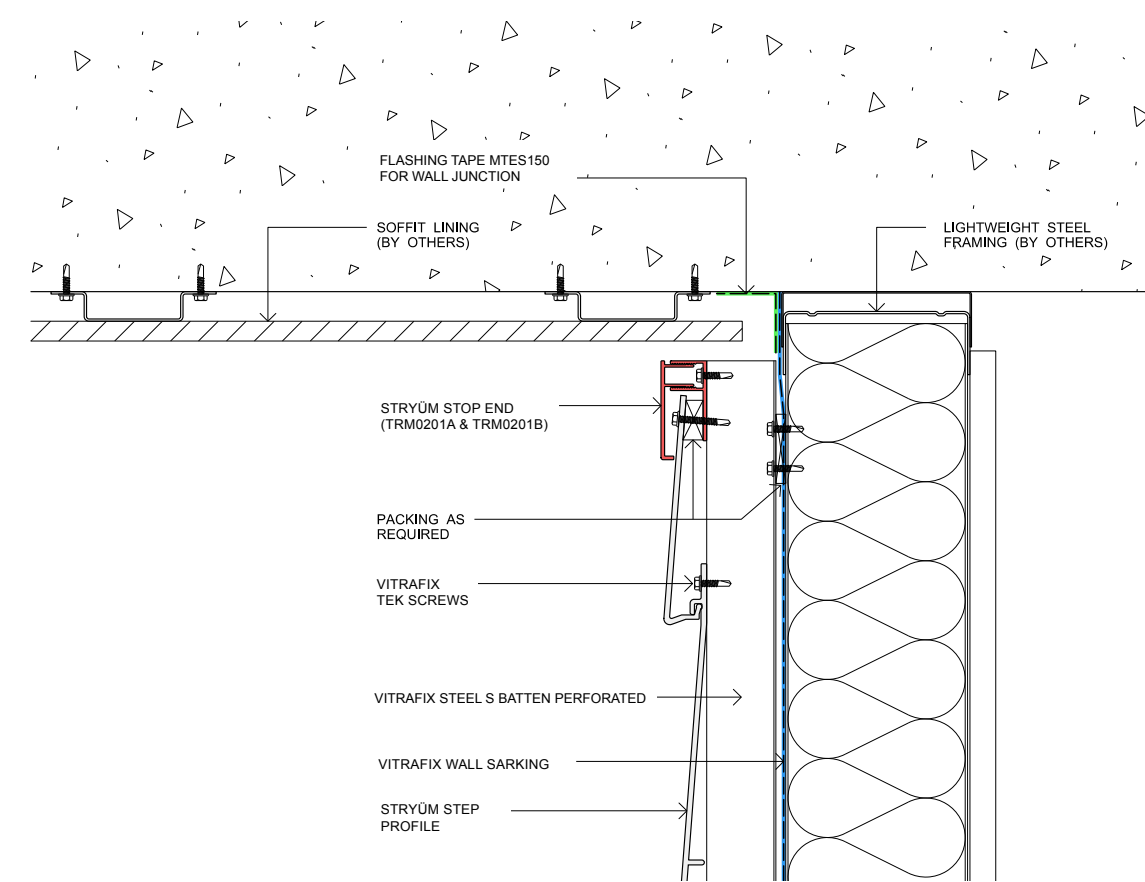 FLASHING TAPE MTES150
FOR WALL JUNCTION
SOFFIT LINING
(BY OTHERS)
LIGHTWEIGHT STEEL
FRAMING (BY OTHERS)
STRYÜM STOP END
(TRM0201A & TRM0201B)
PACKING AS
REQUIRED
VITRAFIX
TEK SCREWS
VITRAFIX STEEL S BATTEN PERFORATED
VITRAFIX WALL SARKING
STRYÜM STEP
PROFILE